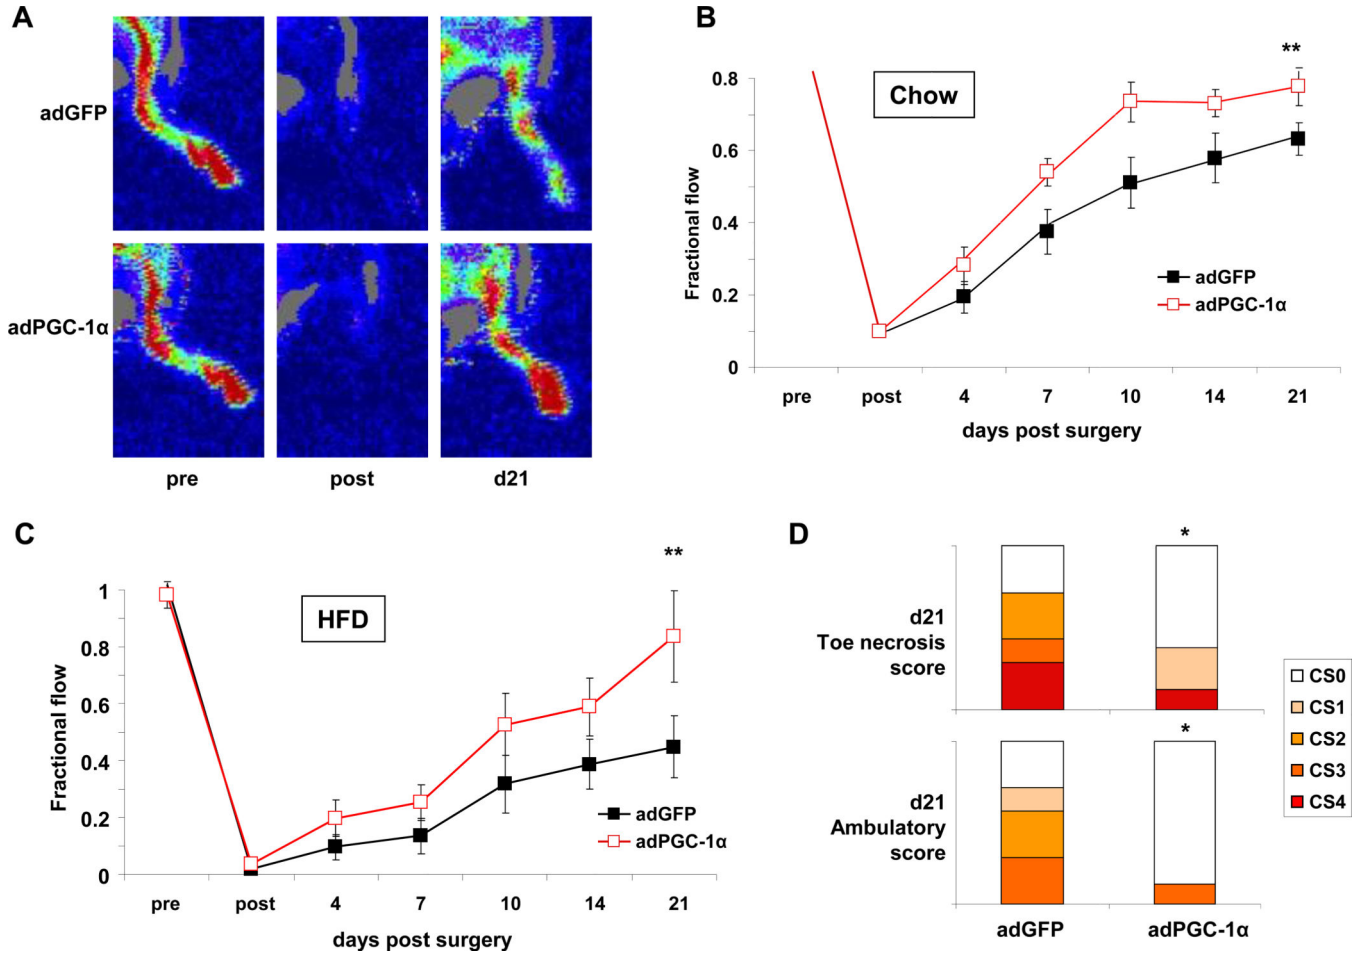 A
adGFP
adPGC-1α
pre
post
d21
B
**
Chow
Fractional flow
0.8
0.6
0.4
0.2
0
adGFP
adPGC-1α
pre
post
4
7
10
14
21
days post surgery
C
**
HFD
Fractional flow
1
0.8
0.6
0.4
0.2
0
adGFP
adPGC-1α
pre
post
4
7
10
14
21
days post surgery
D
*
d21
Toe necrosis
score
*
d21
Ambulatory
score
adGFP
adPGC-1α
CS0
CS1
CS2
CS3
CS4